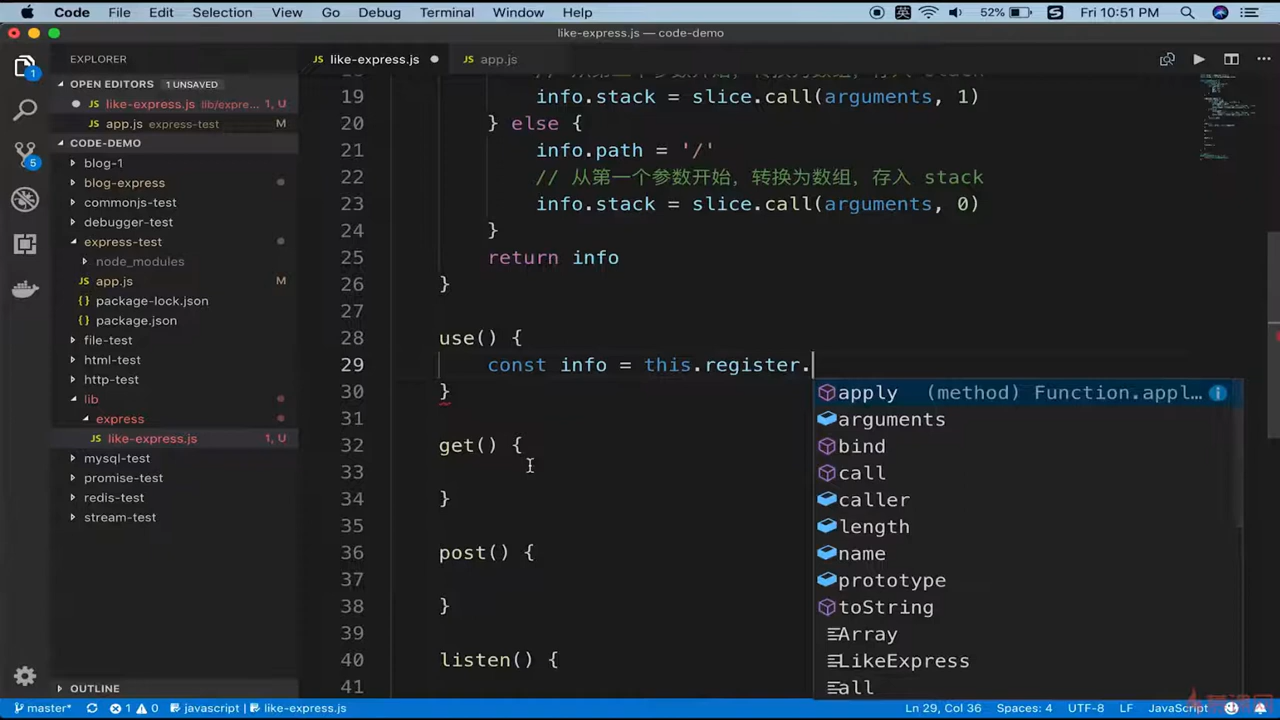 Code File Edit Selection View Go Debug Terminal Window Help 英 52% S Fri 10:51 PM
like-express.js — code-demo
EXPLORER
like-express.js
app.js
OPEN EDITORS 1 UNSAVED
JS like-express.js lib/expre... 1, U
JS app.js express-test M
CODE-DEMO
blog-1
blog-express
commonjs-test
debugger-test
express-test
node_modules
JS app.js M
{} package-lock.json
{} package.json
file-test
html-test
http-test
lib
express
JS like-express.js 1, U
mysql-test
promise-test
redis-test
stream-test
OUTLINE
1
5
19 info.stack = slice.call(arguments, 1)
20 } else {
21 info.path = '/'
22 // 从第一个参数开始，转换为数组，存入 stack
23 info.stack = slice.call(arguments, 0)
24 }
25 return info
26 }
27
28 use() {
29 const info = this.register.
30 }
31
32 get() {
33
34 }
35
36 post() {
37
38 }
39
40 listen() {
41
apply (method) Function.appl...
arguments
bind
call
caller
length
name
prototype
toString
Array
LikeExpress
all
master* 1 0 javascript | like-express.js Ln 29, Col 36 Spaces: 4 UTF-8 LF JavaScript